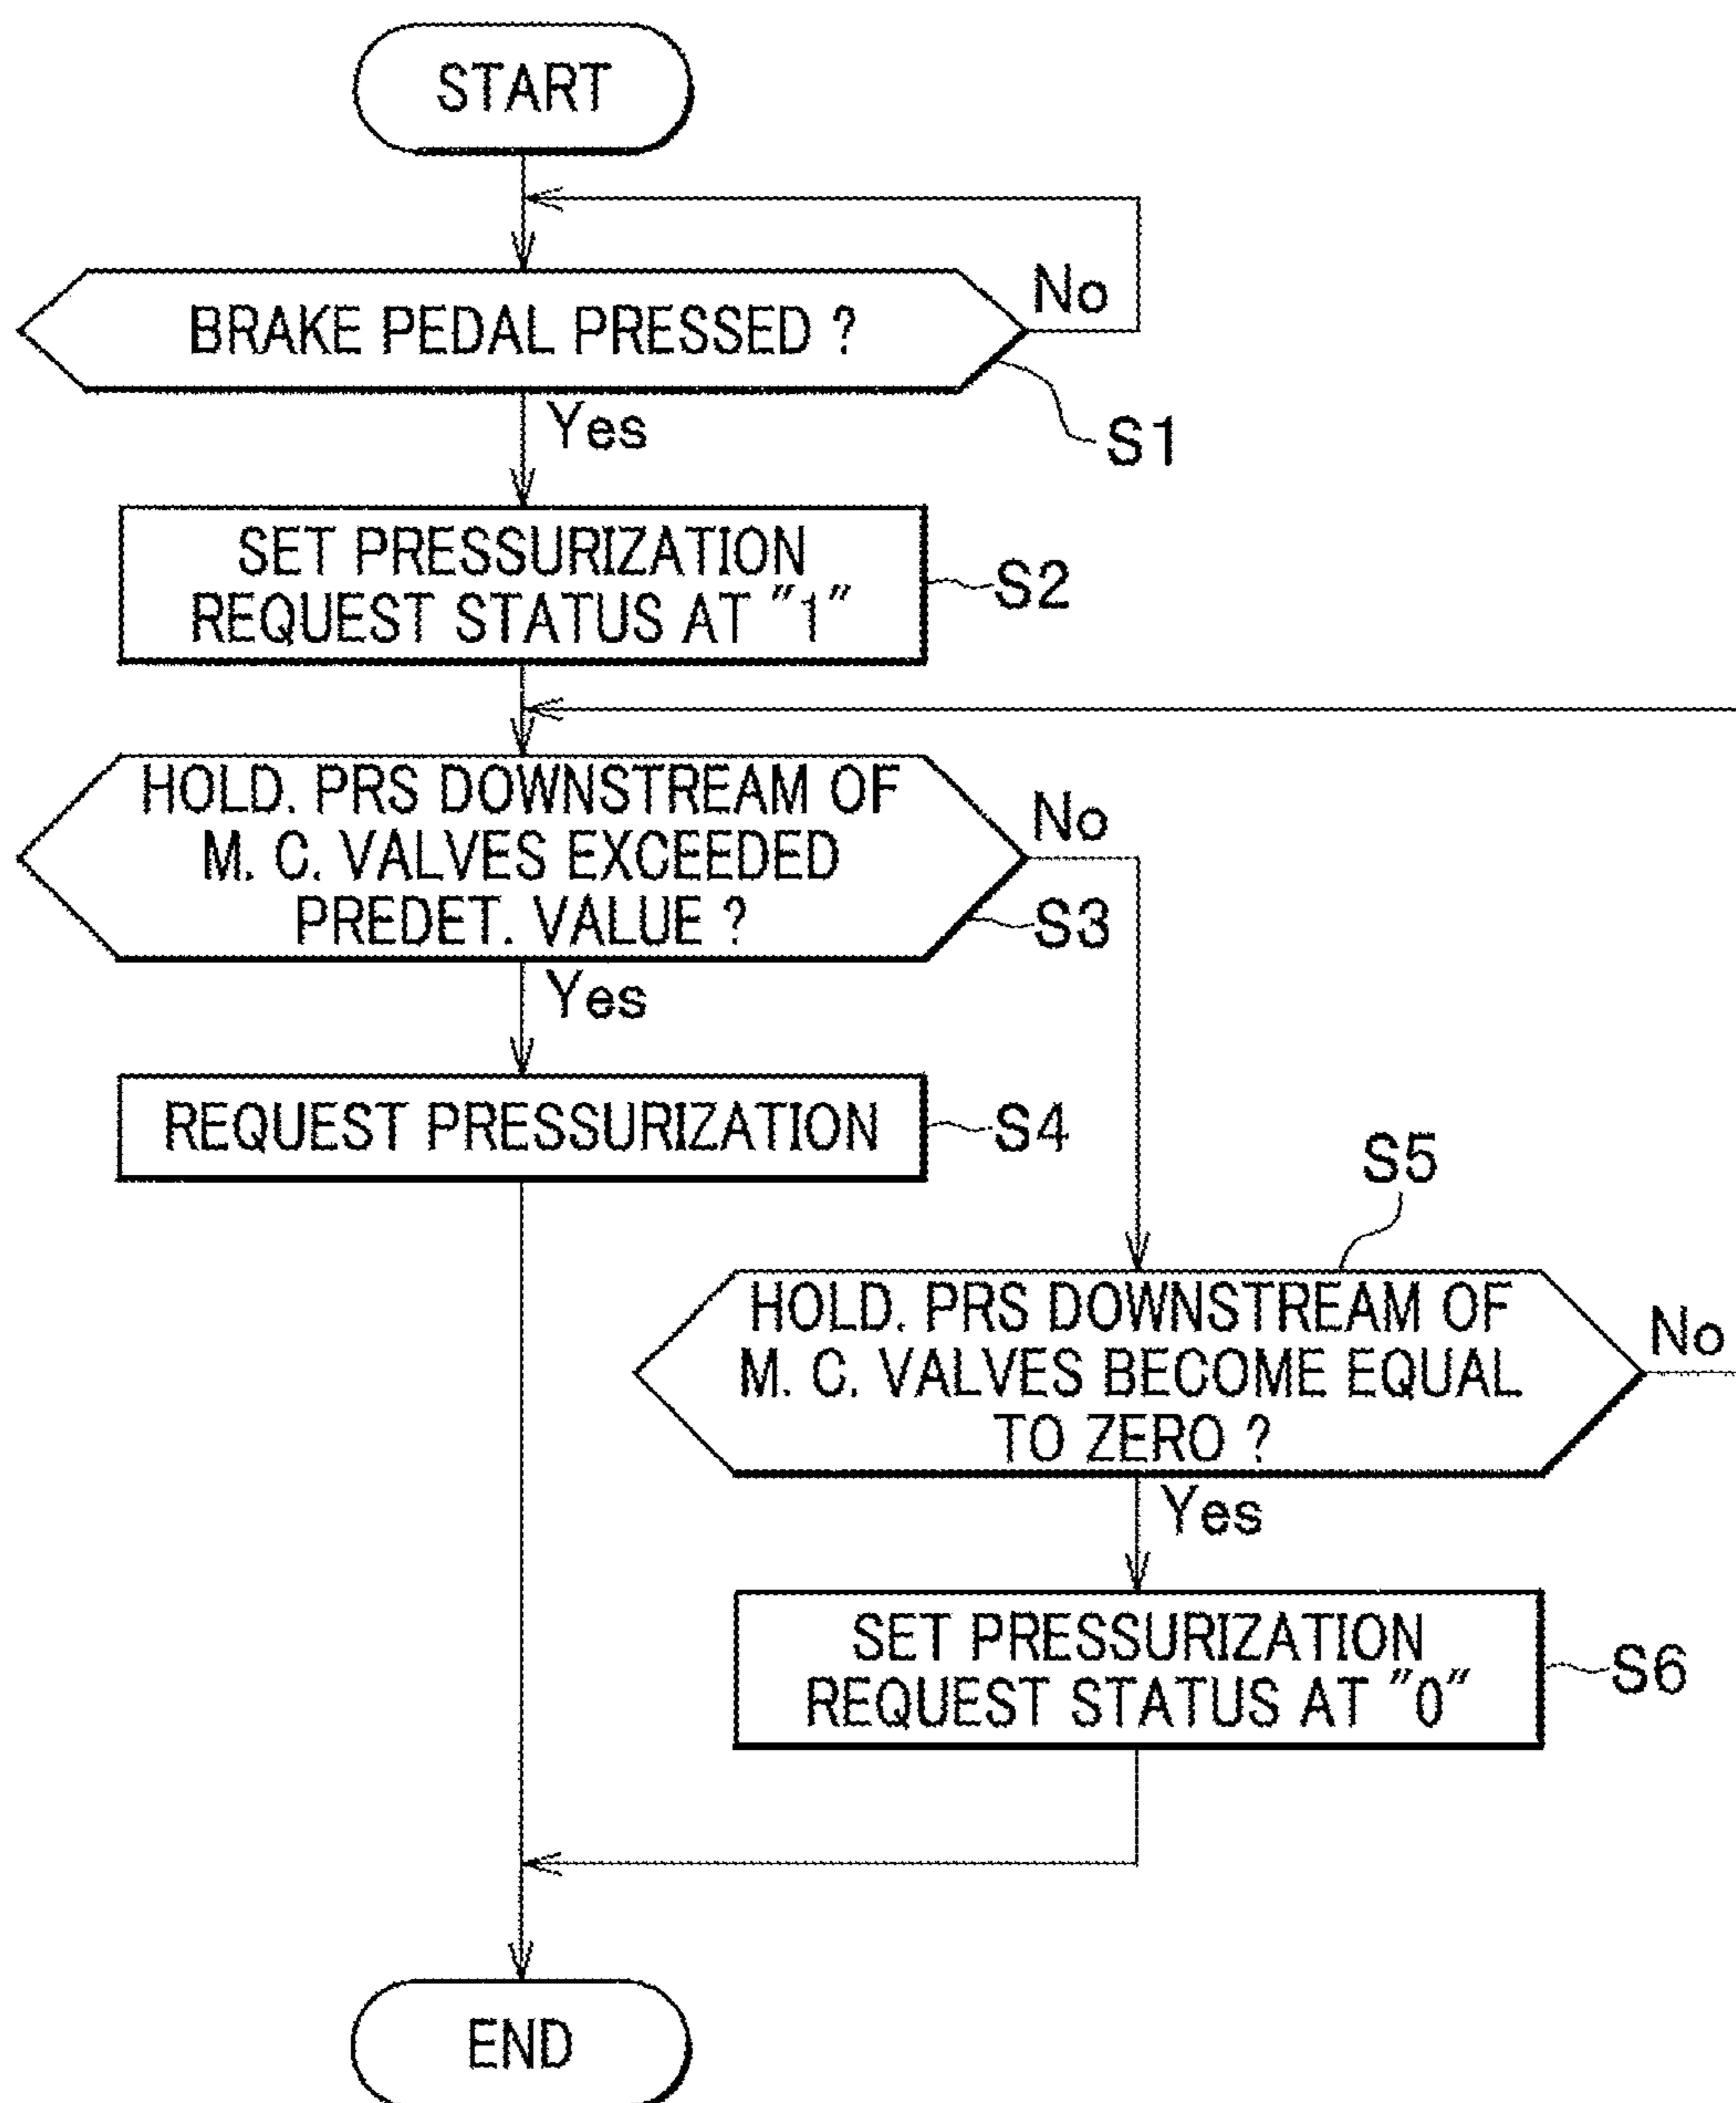 START
BRAKE PEDAL PRESSED ?
No
Yes
S1
SET PRESSURIZATION
REQUEST STATUS AT "1"
S2
HOLD. PRS DOWNSTREAM OF
M. C. VALVES EXCEEDED
PREDET. VALUE ?
No
S3
Yes
REQUEST PRESSURIZATION
S4
S5
HOLD. PRS DOWNSTREAM OF
M. C. VALVES BECOME EQUAL
TO ZERO ?
No
Yes
SET PRESSURIZATION
REQUEST STATUS AT "0"
S6
END